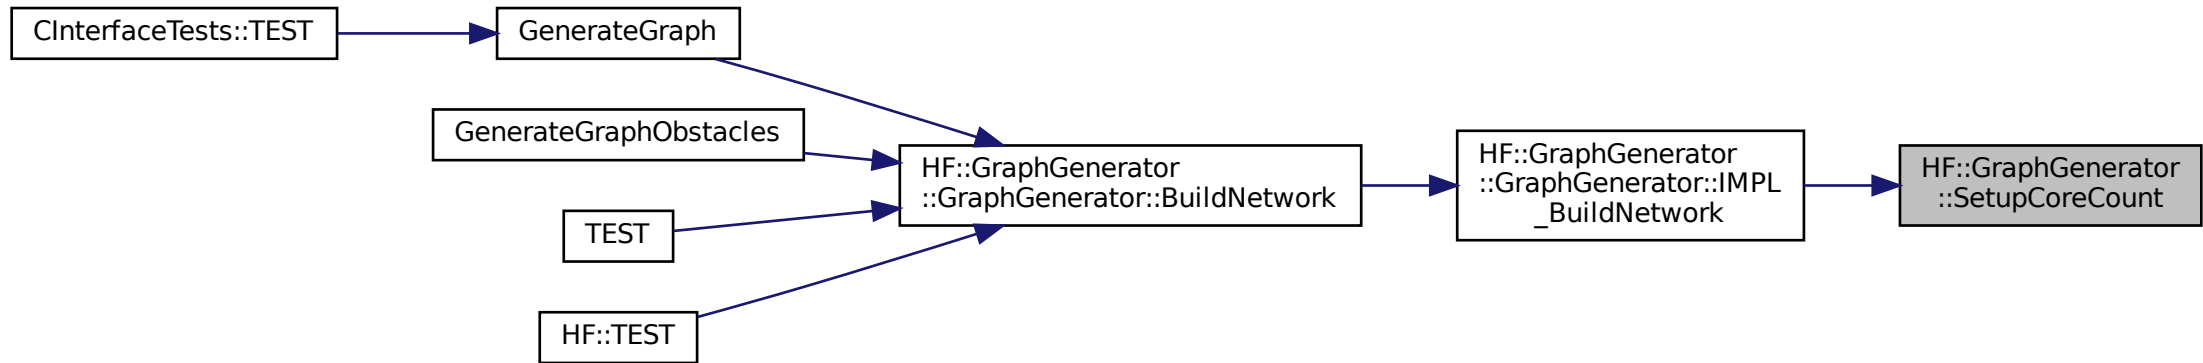 CInterfaceTests::TEST
GenerateGraph
GenerateGraphObstacles
TEST
HF::TEST
HF::GraphGenerator
::GraphGenerator::BuildNetwork
HF::GraphGenerator
::GraphGenerator::IMPL
_BuildNetwork
HF::GraphGenerator
::SetupCoreCount